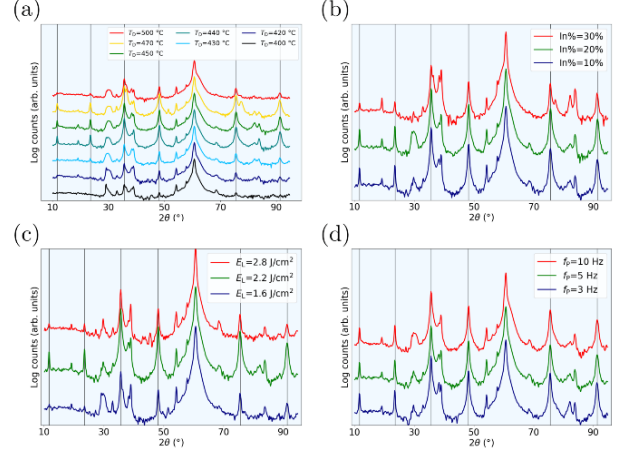 (a)
T_D=500 °C
T_D=470 °C
T_D=450 °C
T_D=440 °C
T_D=430 °C
T_D=420 °C
T_D=400 °C
Log counts (arb. units)
10 30 50 70 90
2θ (°)
(b)
In%=30%
In%=20%
In%=10%
Log counts (arb. units)
10 30 50 70 90
2θ (°)
(c)
E_L=2.8 J/cm²
E_L=2.2 J/cm²
E_L=1.6 J/cm²
Log counts (arb. units)
10 30 50 70 90
2θ (°)
(d)
f_P=10 Hz
f_P=5 Hz
f_P=3 Hz
Log counts (arb. units)
10 30 50 70 90
2θ (°)